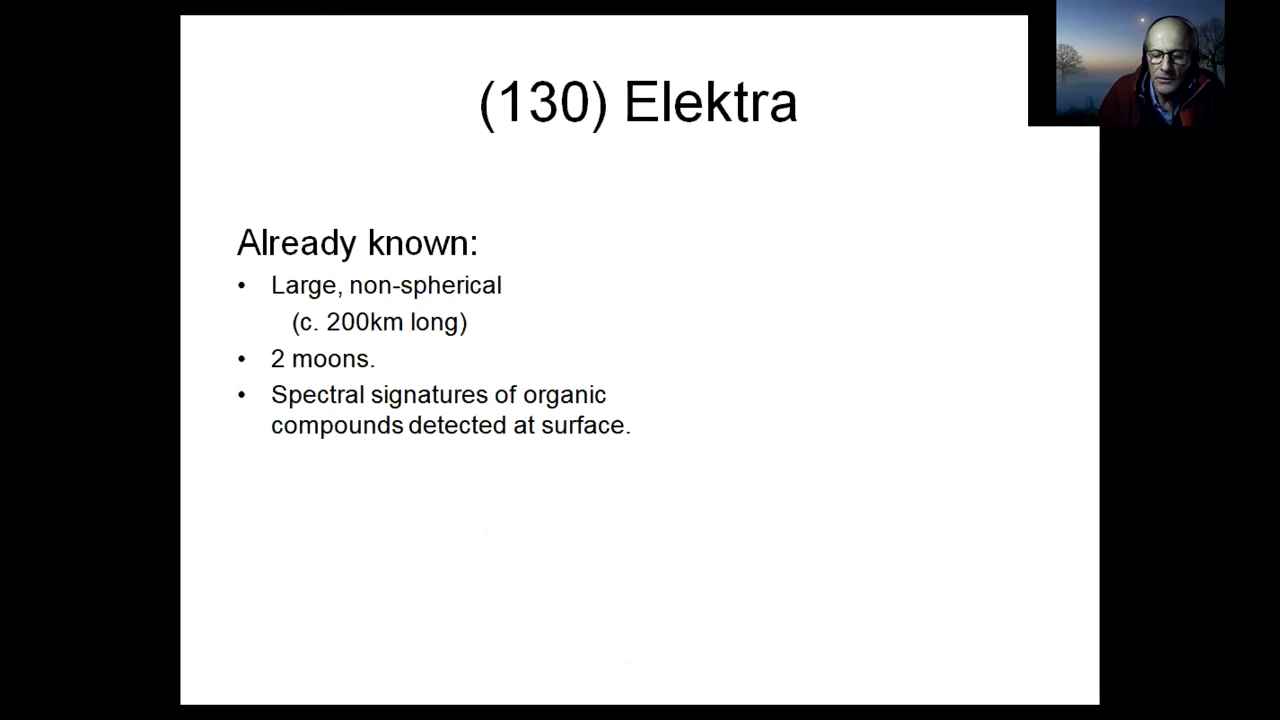 (130) Elektra
Already known:
• Large, non-spherical
(c. 200km long)
• 2 moons.
• Spectral signatures of organic
compounds detected at surface.